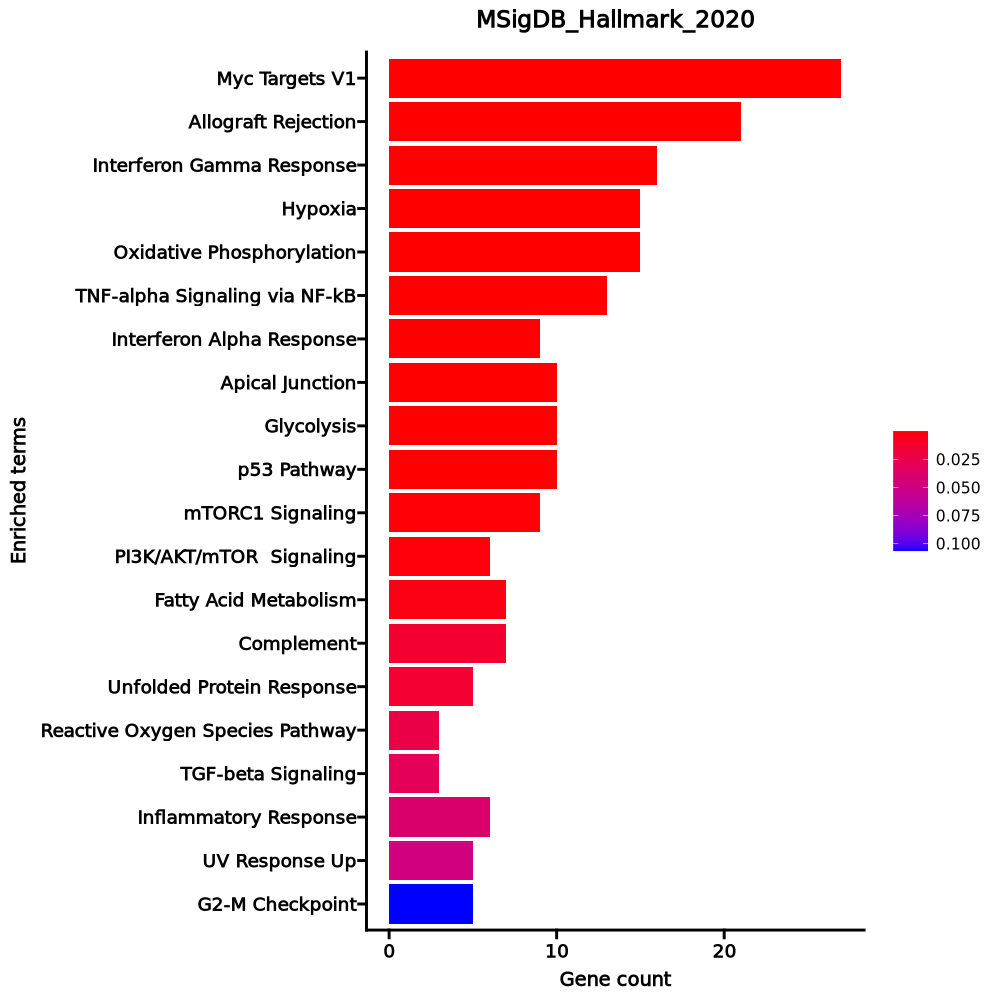 MSigDB_Hallmark_2020
Myc Targets V1
Allograft Rejection
Interferon Gamma Response
Hypoxia
Oxidative Phosphorylation
TNF-alpha Signaling via NF-kB
Interferon Alpha Response
Apical Junction
Glycolysis
p53 Pathway
mTORC1 Signaling
PI3K/AKT/mTOR  Signaling
Fatty Acid Metabolism
Complement
Unfolded Protein Response
Reactive Oxygen Species Pathway
TGF-beta Signaling
Inflammatory Response
UV Response Up
G2-M Checkpoint
Enriched terms
0 10 20
Gene count
0.025
0.050
0.075
0.100